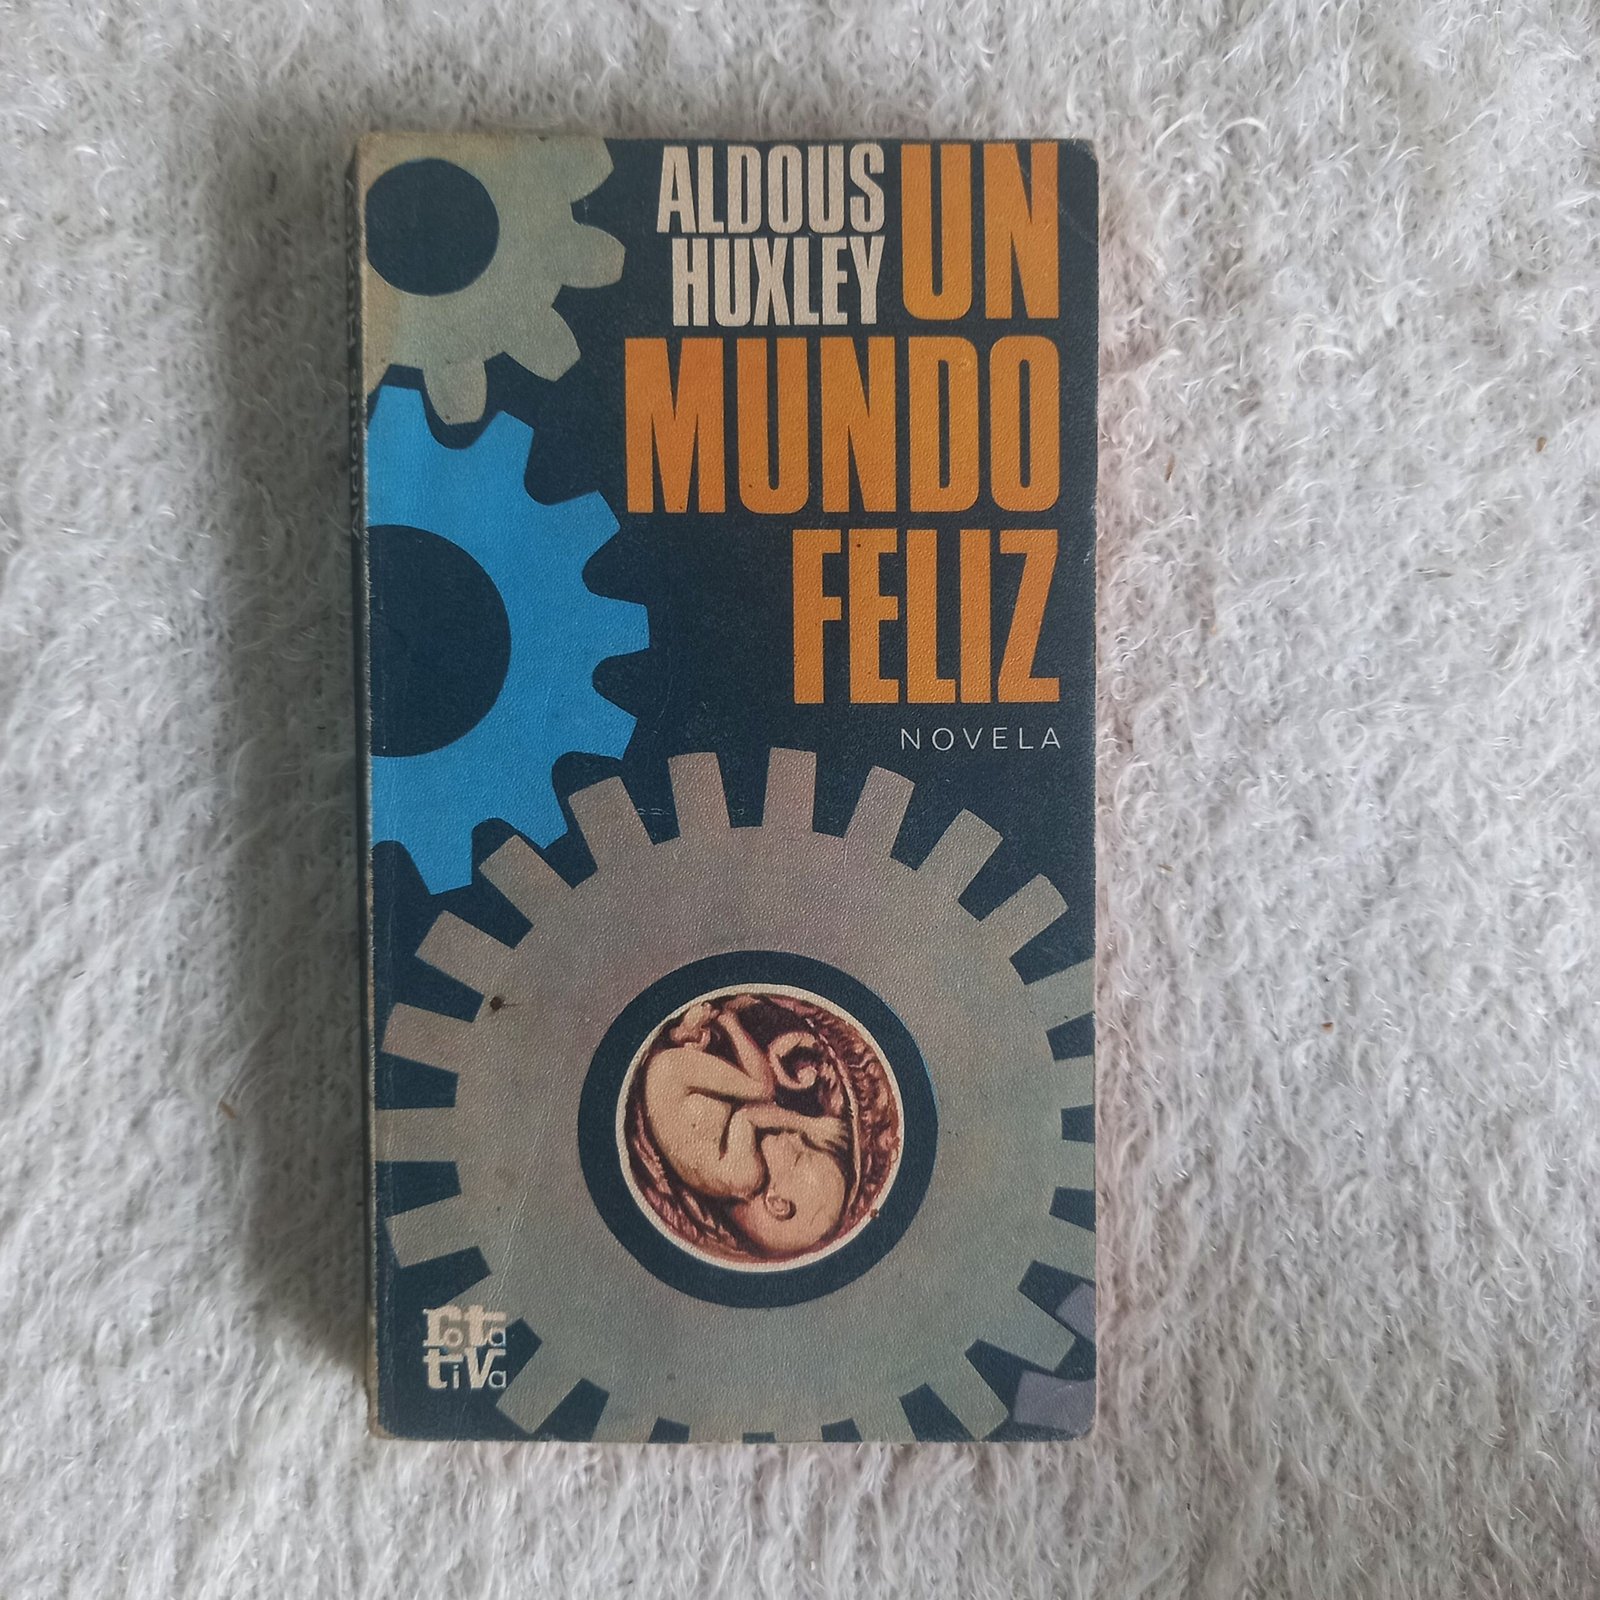 ALDOUS
HUXLEY
UN
MUNDO
FELIZ
NOVELA
rota
tiVa